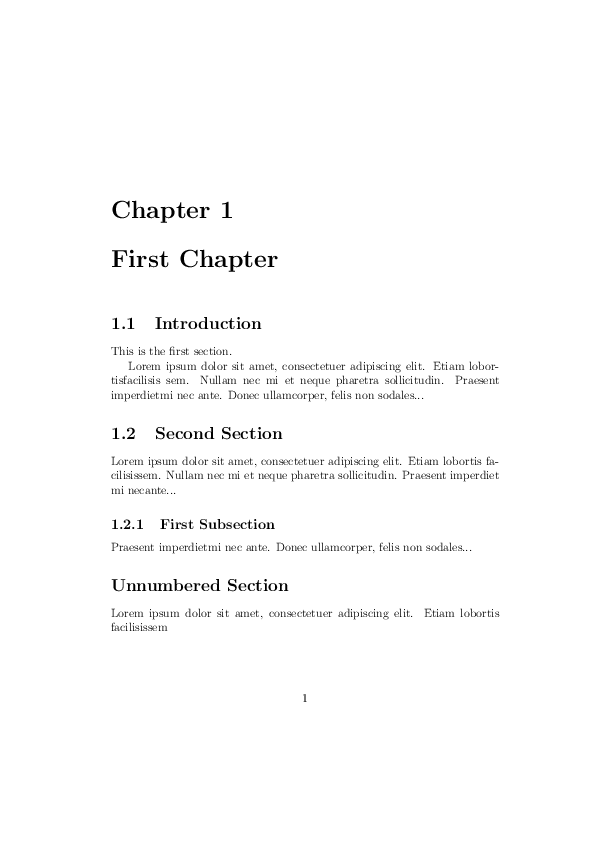 Chapter 1
First Chapter
1.1 Introduction
This is the first section.
Lorem ipsum dolor sit amet, consectetuer adipiscing elit. Etiam lobor-
tisfacilisis sem. Nullam nec mi et neque pharetra sollicitudin. Praesent
imperdietmi nec ante. Donec ullamcorper, felis non sodales...
1.2 Second Section
Lorem ipsum dolor sit amet, consectetuer adipiscing elit. Etiam lobortis fa-
cilisissem. Nullam nec mi et neque pharetra sollicitudin. Praesent imperdiet
mi necante...
1.2.1 First Subsection
Praesent imperdietmi nec ante. Donec ullamcorper, felis non sodales...
Unnumbered Section
Lorem ipsum dolor sit amet, consectetuer adipiscing elit. Etiam lobortis
facilisissem
1